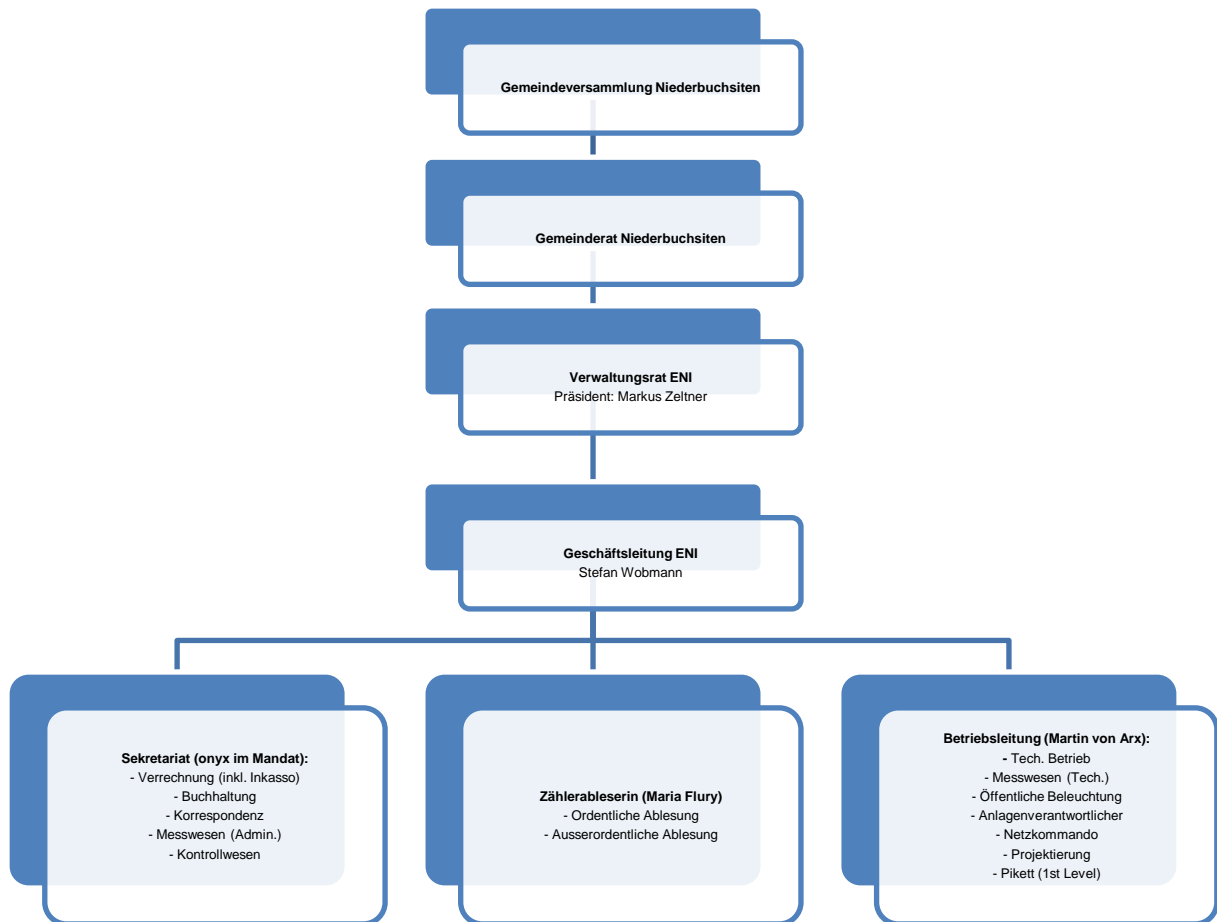 Gemeindeversammlung Niederbuchsiten
Gemeinderat Niederbuchsiten
Verwaltungsrat ENI
Präsident: Markus Zeltner
Geschäftsleitung ENI
Stefan Wobmann
Sekretariat (onyx im Mandat):
- Verrechnung (inkl. Inkasso)
- Buchhaltung
- Korrespondenz
- Messwesen (Admin.)
- Kontrollwesen
Zählerableserin (Maria Flury)
- Ordentliche Ablesung
- Ausserordentliche Ablesung
Betriebsleitung (Martin von Arx):
- Tech. Betrieb
- Messwesen (Tech.)
- Öffentliche Beleuchtung
- Anlagenverantwortlicher
- Netzkommando
- Projektierung
- Pikett (1st Level)